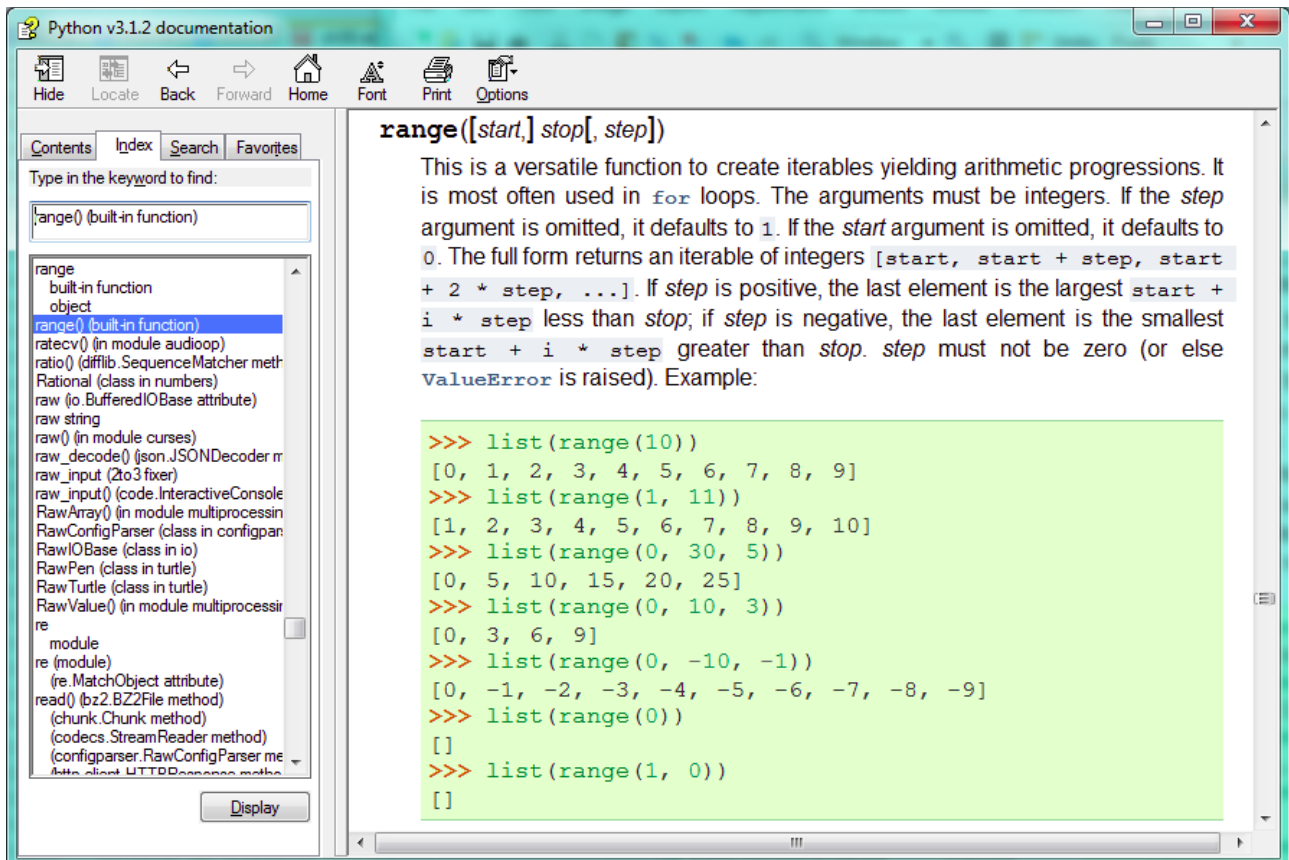 Python v3.1.2 documentation
Hide Locate Back Forward Home Font Print Options
Contents Index Search Favorites
Type in the keyword to find:
range() (built-in function)
range
built-in function
object
range() (built-in function)
ratecv() (in module audioop)
ratio() (difflib.SequenceMatcher meth
Rational (class in numbers)
raw (io.BufferedIOBase attribute)
raw string
raw() (in module curses)
raw_decode() (json.JSONDecoder m
raw_input (2to3 fixer)
raw_input() (code.InteractiveConsole
RawArray() (in module multiprocessin
RawConfigParser (class in configpar
RawIOBase (class in io)
RawPen (class in turtle)
RawTurtle (class in turtle)
RawValue() (in module multiprocessir
re
module
re (module)
(re.MatchObject attribute)
read() (bz2.BZ2File method)
(chunk.Chunk method)
(codecs.StreamReader method)
(configparser.RawConfigParser me
(http.client.HTTPResponse metho
Display
range([start,] stop[, step])
This is a versatile function to create iterables yielding arithmetic progressions. It
is most often used in for loops. The arguments must be integers. If the step
argument is omitted, it defaults to 1. If the start argument is omitted, it defaults to
0. The full form returns an iterable of integers [start, start + step, start
+ 2 * step, ...]. If step is positive, the last element is the largest start +
i * step less than stop; if step is negative, the last element is the smallest
start + i * step greater than stop. step must not be zero (or else
ValueError is raised). Example:
>>> list(range(10))
[0, 1, 2, 3, 4, 5, 6, 7, 8, 9]
>>> list(range(1, 11))
[1, 2, 3, 4, 5, 6, 7, 8, 9, 10]
>>> list(range(0, 30, 5))
[0, 5, 10, 15, 20, 25]
>>> list(range(0, 10, 3))
[0, 3, 6, 9]
>>> list(range(0, -10, -1))
[0, -1, -2, -3, -4, -5, -6, -7, -8, -9]
>>> list(range(0))
[]
>>> list(range(1, 0))
[]